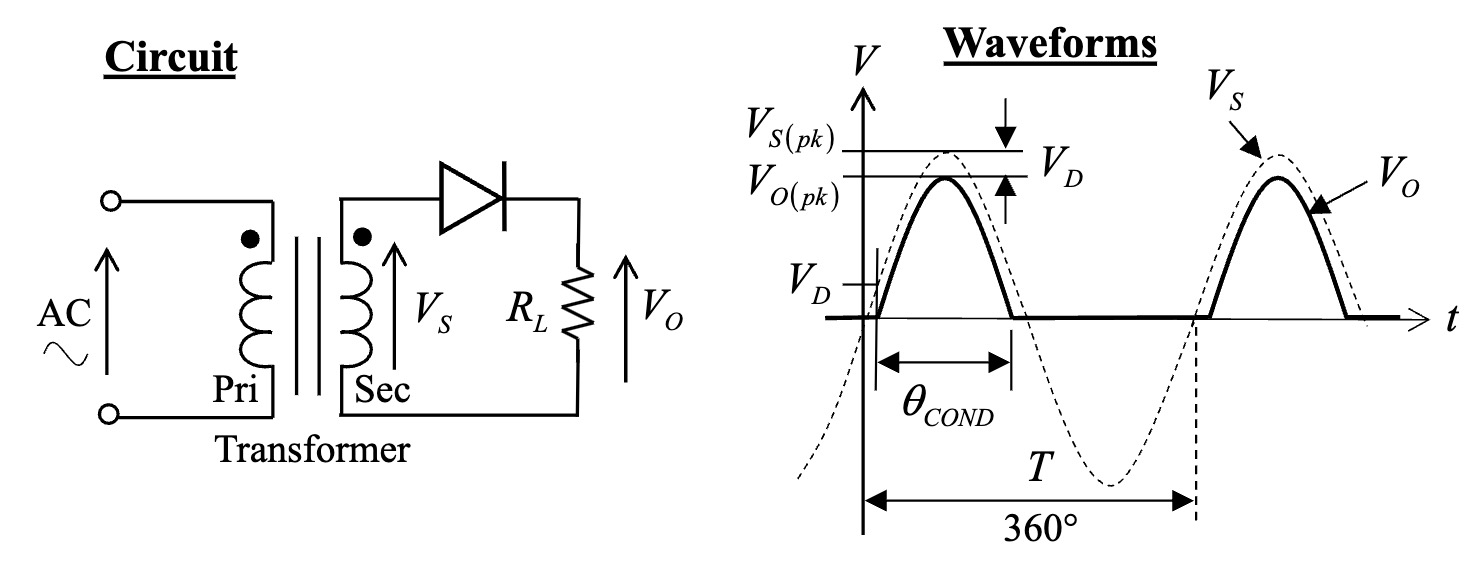 Circuit
AC
Pri
Sec
V_S
R_L
V_O
Transformer
Waveforms
V
V_S(pk)
V_O(pk)
V_D
V_D
V_S
V_O
t
θ_COND
T
360°